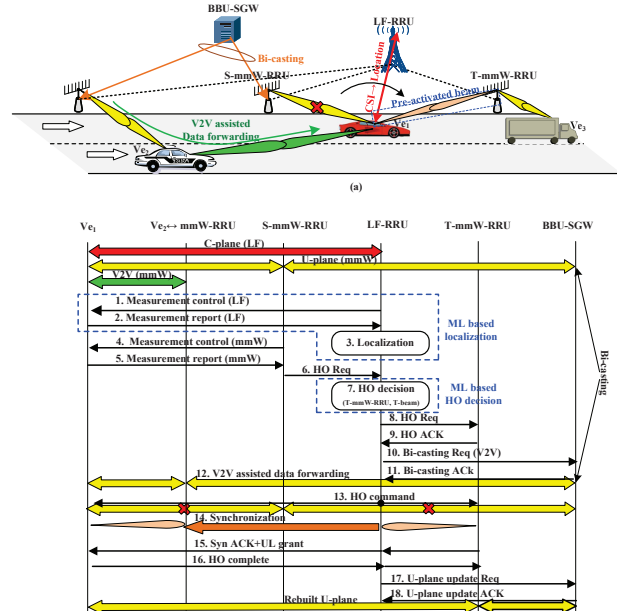 BBU-SGW
LF-RRU
Bi-casting
S-mmW-RRU
T-mmW-RRU
CSI→Location
Pre-activated beam
V2V assisted
Data forwarding
Ve1
Ve2
Ve3
(a)
Ve1
Ve2↔ mmW-RRU
S-mmW-RRU
LF-RRU
T-mmW-RRU
BBU-SGW
C-plane (LF)
U-plane (mmW)
V2V (mmW)
1. Measurement control (LF)
2. Measurement report (LF)
ML based
localization
3. Localization
4. Measurement control (mmW)
5. Measurement report (mmW)
6. HO Req
7. HO decision
(T-mmW-RRU, T-beam)
ML based
HO decision
Bi-casting
8. HO Req
9. HO ACK
10. Bi-casting Req (V2V)
11. Bi-casting ACk
12. V2V assisted data forwarding
13. HO command
14. Synchronization
15. Syn ACK+UL grant
16. HO complete
17. U-plane update Req
18. U-plane update ACK
Rebuilt U-plane